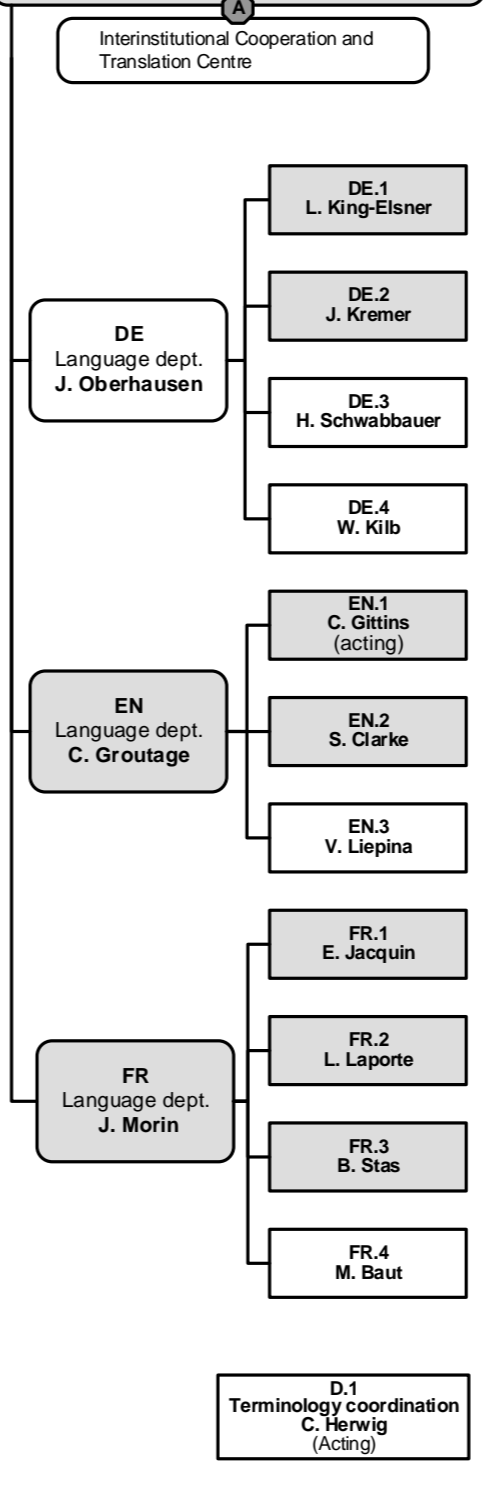 A
Interinstitutional Cooperation and
Translation Centre
DE
Language dept.
J. Oberhausen
DE.1
L. King-Elsner
DE.2
J. Kremer
DE.3
H. Schwabbauer
DE.4
W. Kilb
EN
Language dept.
C. Groutage
EN.1
C. Gittins
(acting)
EN.2
S. Clarke
EN.3
V. Liepina
FR
Language dept.
J. Morin
FR.1
E. Jacquin
FR.2
L. Laporte
FR.3
B. Stas
FR.4
M. Baut
D.1
Terminology coordination
C. Herwig
(Acting)